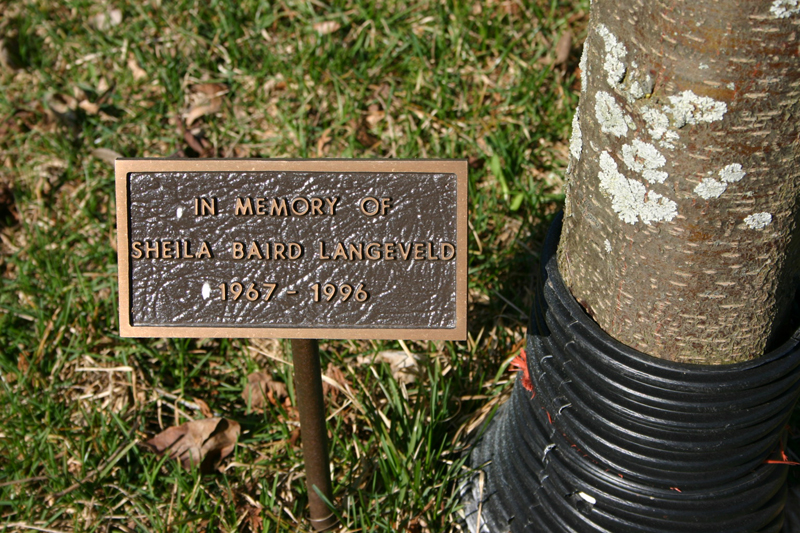 IN MEMORY OF
SHEILA BAIRD LANGEVELD
1967 - 1996